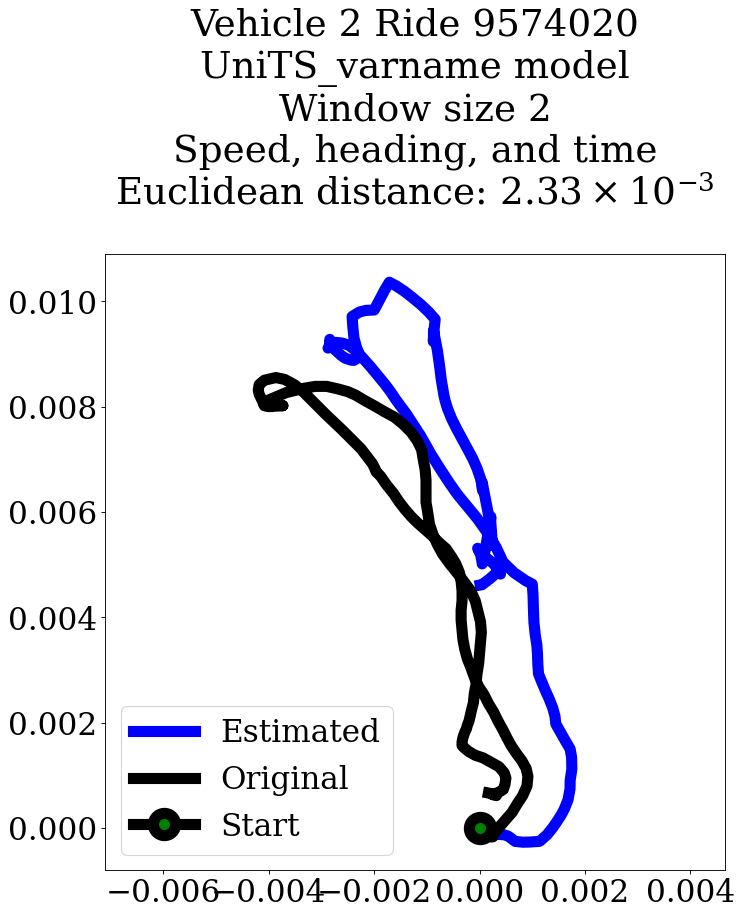 Vehicle 2 Ride 9574020
UniTS_varname model
Window size 2
Speed, heading, and time
Euclidean distance: 2.33 × 10⁻³
0.010
0.008
0.006
0.004
0.002
0.000
Estimated
Original
Start
−0.006 −0.004 −0.002 0.000 0.002 0.004